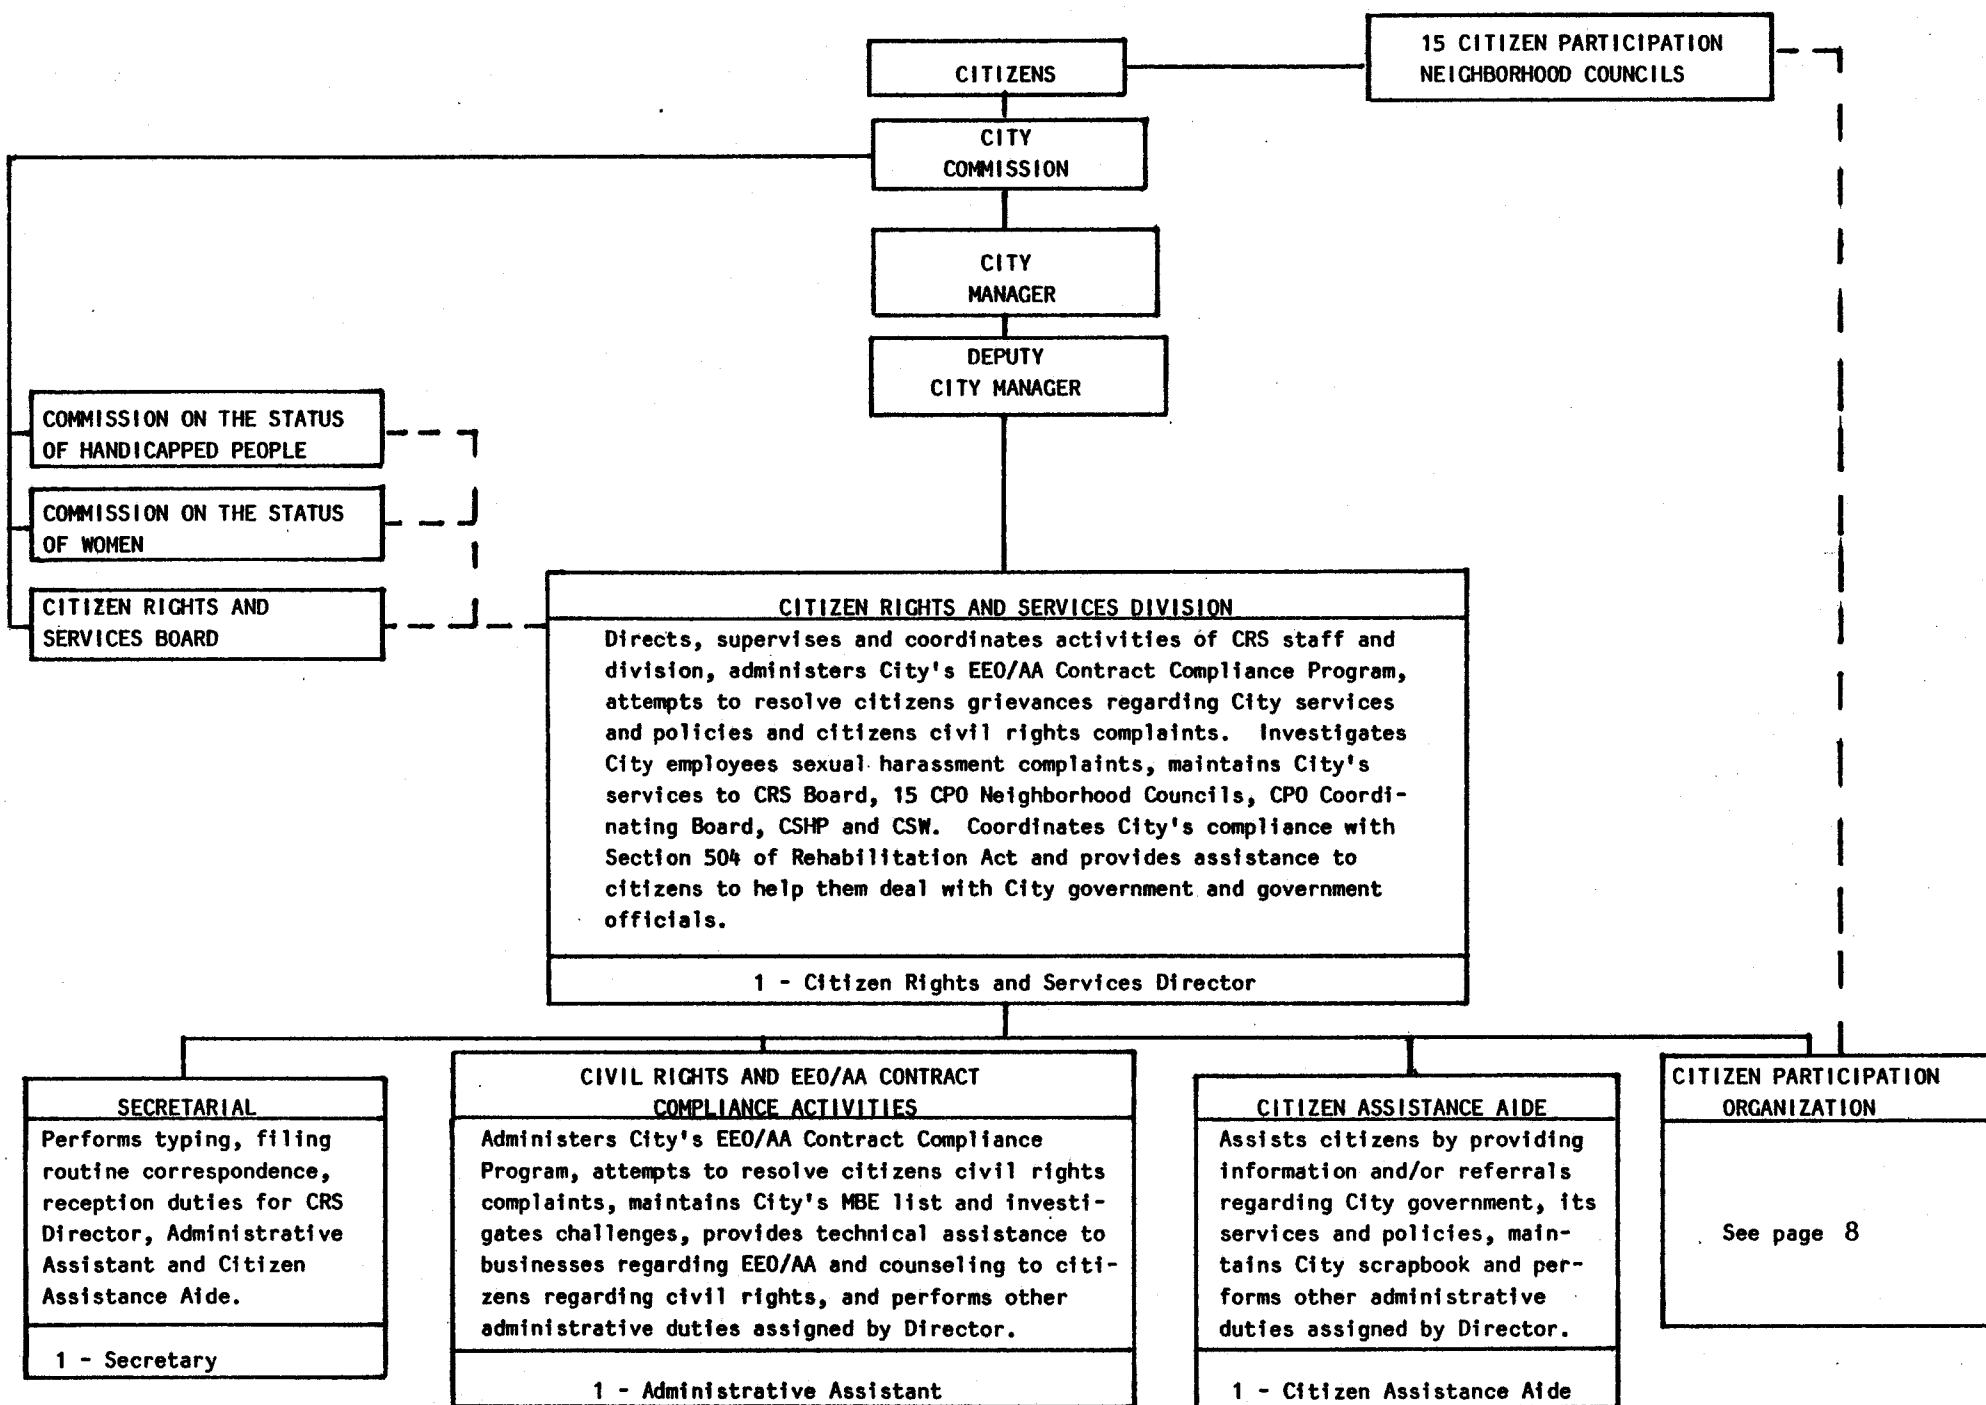 15 CITIZEN PARTICIPATION
NEIGHBORHOOD COUNCILS
CITIZENS
CITY
COMMISSION
CITY
MANAGER
DEPUTY
CITY MANAGER
COMMISSION ON THE STATUS
OF HANDICAPPED PEOPLE
COMMISSION ON THE STATUS
OF WOMEN
CITIZEN RIGHTS AND
SERVICES BOARD
CITIZEN RIGHTS AND SERVICES DIVISION
Directs, supervises and coordinates activities of CRS staff and
division, administers City's EEO/AA Contract Compliance Program,
attempts to resolve citizens grievances regarding City services
and policies and citizens civil rights complaints. Investigates
City employees sexual harassment complaints, maintains City's
services to CRS Board, 15 CPO Neighborhood Councils, CPO Coordi-
nating Board, CSHP and CSW. Coordinates City's compliance with
Section 504 of Rehabilitation Act and provides assistance to
citizens to help them deal with City government and government
officials.
1 - Citizen Rights and Services Director
SECRETARIAL
Performs typing, filing
routine correspondence,
reception duties for CRS
Director, Administrative
Assistant and Citizen
Assistance Aide.
1 - Secretary
CIVIL RIGHTS AND EEO/AA CONTRACT
COMPLIANCE ACTIVITIES
Administers City's EEO/AA Contract Compliance
Program, attempts to resolve citizens civil rights
complaints, maintains City's MBE list and investi-
gates challenges, provides technical assistance to
businesses regarding EEO/AA and counseling to citi-
zens regarding civil rights, and performs other
administrative duties assigned by Director.
1 - Administrative Assistant
CITIZEN ASSISTANCE AIDE
Assists citizens by providing
information and/or referrals
regarding City government, its
services and policies, main-
tains City scrapbook and per-
forms other administrative
duties assigned by Director.
1 - Citizen Assistance Aide
CITIZEN PARTICIPATION
ORGANIZATION
See page 8